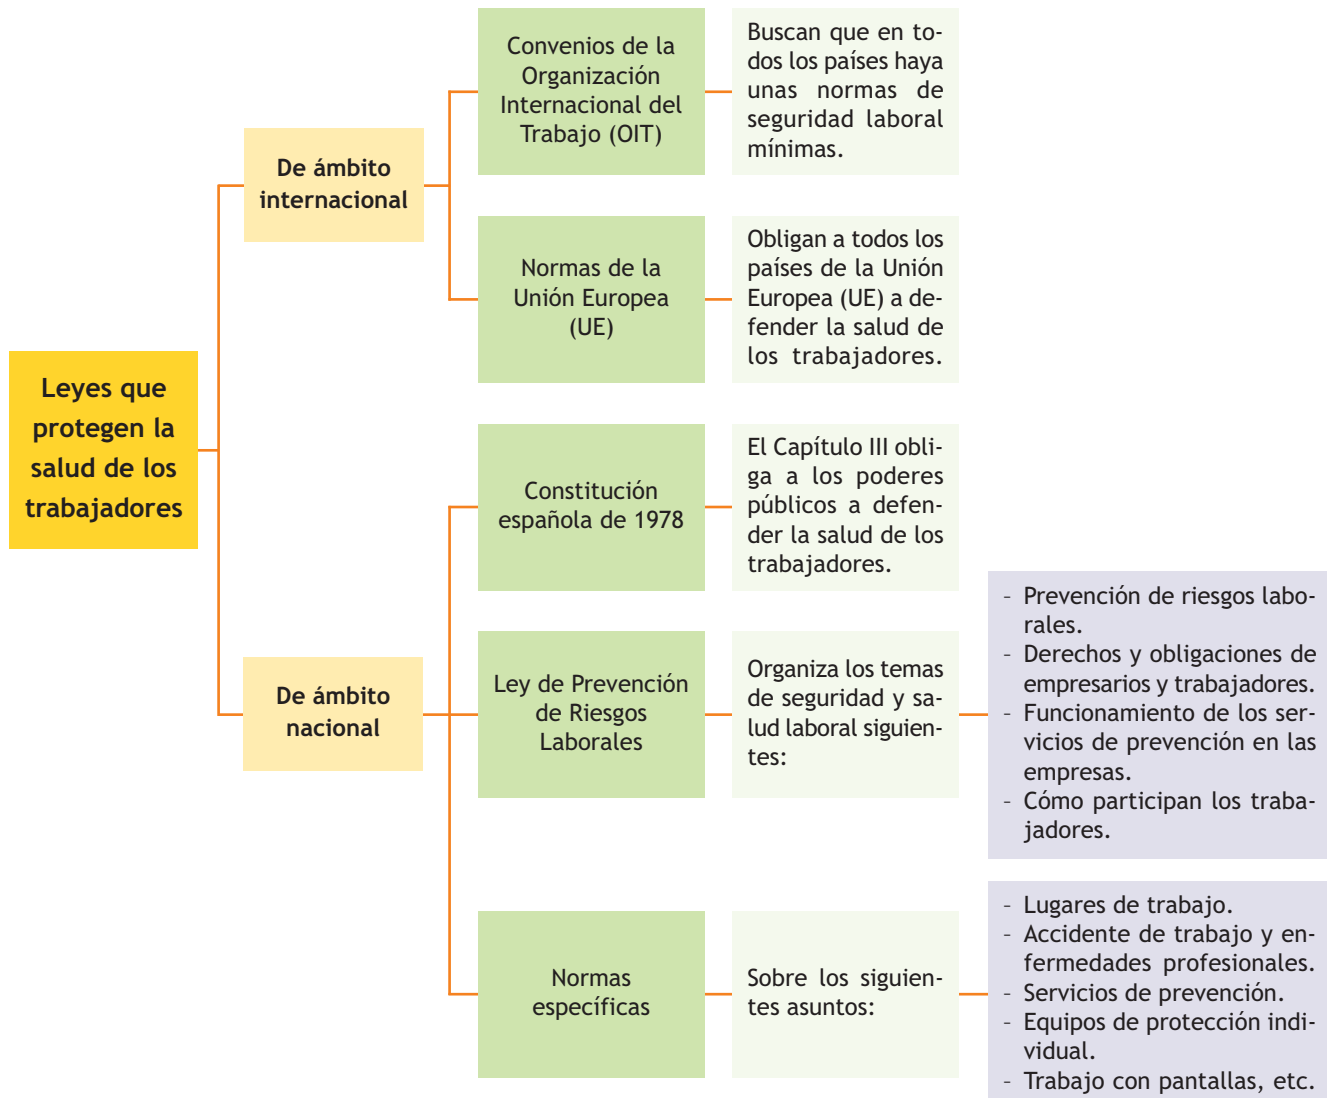 Leyes que
protegen la
salud de los
trabajadores
De ámbito
internacional
Convenios de la
Organización
Internacional del
Trabajo (OIT)
Buscan que en to-
dos los países haya
unas normas de
seguridad laboral
mínimas.
Normas de la
Unión Europea
(UE)
Obligan a todos los
países de la Unión
Europea (UE) a de-
fender la salud de
los trabajadores.
De ámbito
nacional
Constitución
española de 1978
El Capítulo III obli-
ga a los poderes
públicos a defen-
der la salud de los
trabajadores.
Ley de Prevención
de Riesgos
Laborales
Organiza los temas
de seguridad y sa-
lud laboral siguien-
tes:
- Prevención de riesgos labo-
rales.
- Derechos y obligaciones de
empresarios y trabajadores.
- Funcionamiento de los ser-
vicios de prevención en las
empresas.
- Cómo participan los traba-
jadores.
Normas
específicas
Sobre los siguien-
tes asuntos:
- Lugares de trabajo.
- Accidente de trabajo y en-
fermedades profesionales.
- Servicios de prevención.
- Equipos de protección indi-
vidual.
- Trabajo con pantallas, etc.